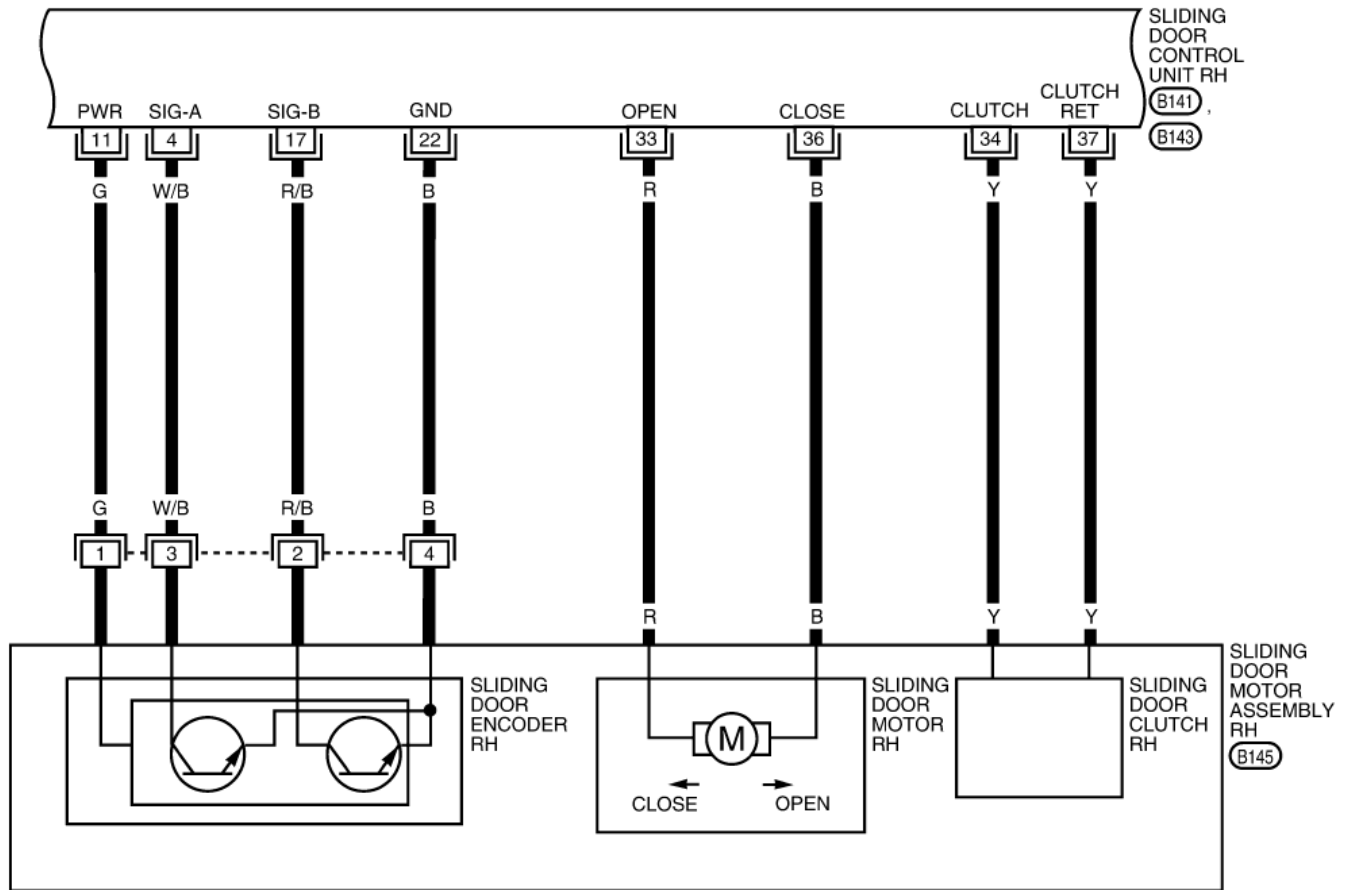 SLIDING
DOOR
CONTROL
UNIT RH
B141 ,
B143
PWR SIG-A SIG-B GND OPEN CLOSE CLUTCH CLUTCH
RET
11 4 17 22 33 36 34 37
G W/B R/B B R B Y Y
G W/B R/B B
1 3 2 4
R B Y Y
SLIDING
DOOR
ENCODER
RH
M
CLOSE OPEN
SLIDING
DOOR
MOTOR
RH
SLIDING
DOOR
CLUTCH
RH
SLIDING
DOOR
MOTOR
ASSEMBLY
RH
B145